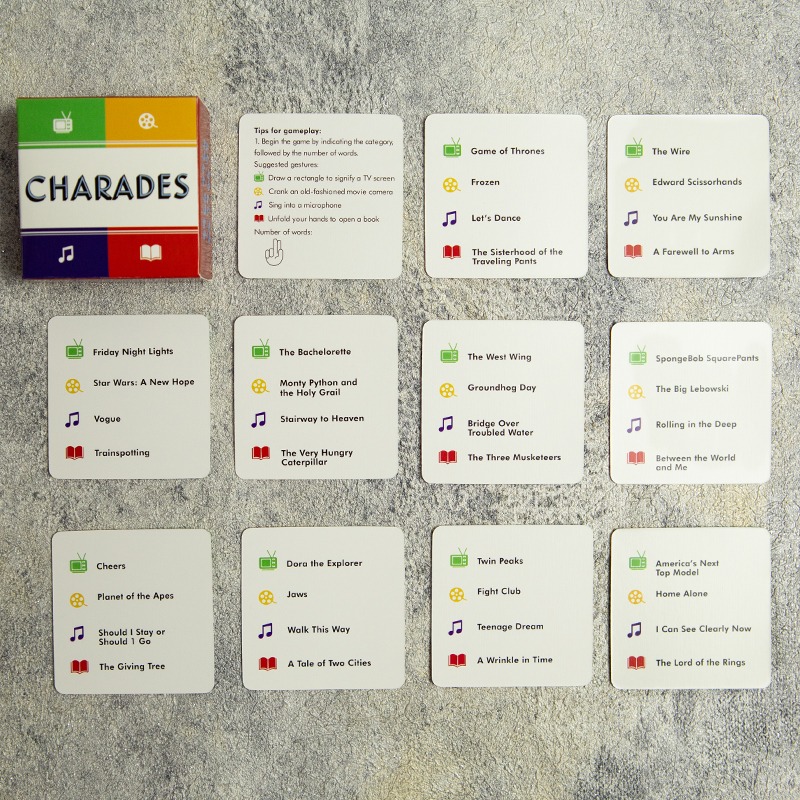 CHARADES
Tips for gameplay:
1. Begin the game by indicating the category,
followed by the number of words.
Suggested gestures:
Draw a rectangle to signify a TV screen
Crank an old-fashioned movie camera
Sing into a microphone
Unfold your hands to open a book
Number of words:
Game of Thrones
Frozen
Let's Dance
The Sisterhood of the
Traveling Pants
The Wire
Edward Scissorhands
You Are My Sunshine
A Farewell to Arms
Friday Night Lights
Star Wars: A New Hope
Vogue
Trainspotting
The Bachelorette
Monty Python and
the Holy Grail
Stairway to Heaven
The Very Hungry
Caterpillar
The West Wing
Groundhog Day
Bridge Over
Troubled Water
The Three Musketeers
SpongeBob SquarePants
The Big Lebowski
Rolling in the Deep
Between the World
and Me
Cheers
Planet of the Apes
Should I Stay or
Should I Go
The Giving Tree
Dora the Explorer
Jaws
Walk This Way
A Tale of Two Cities
Twin Peaks
Fight Club
Teenage Dream
A Wrinkle in Time
America's Next
Top Model
Home Alone
I Can See Clearly Now
The Lord of the Rings